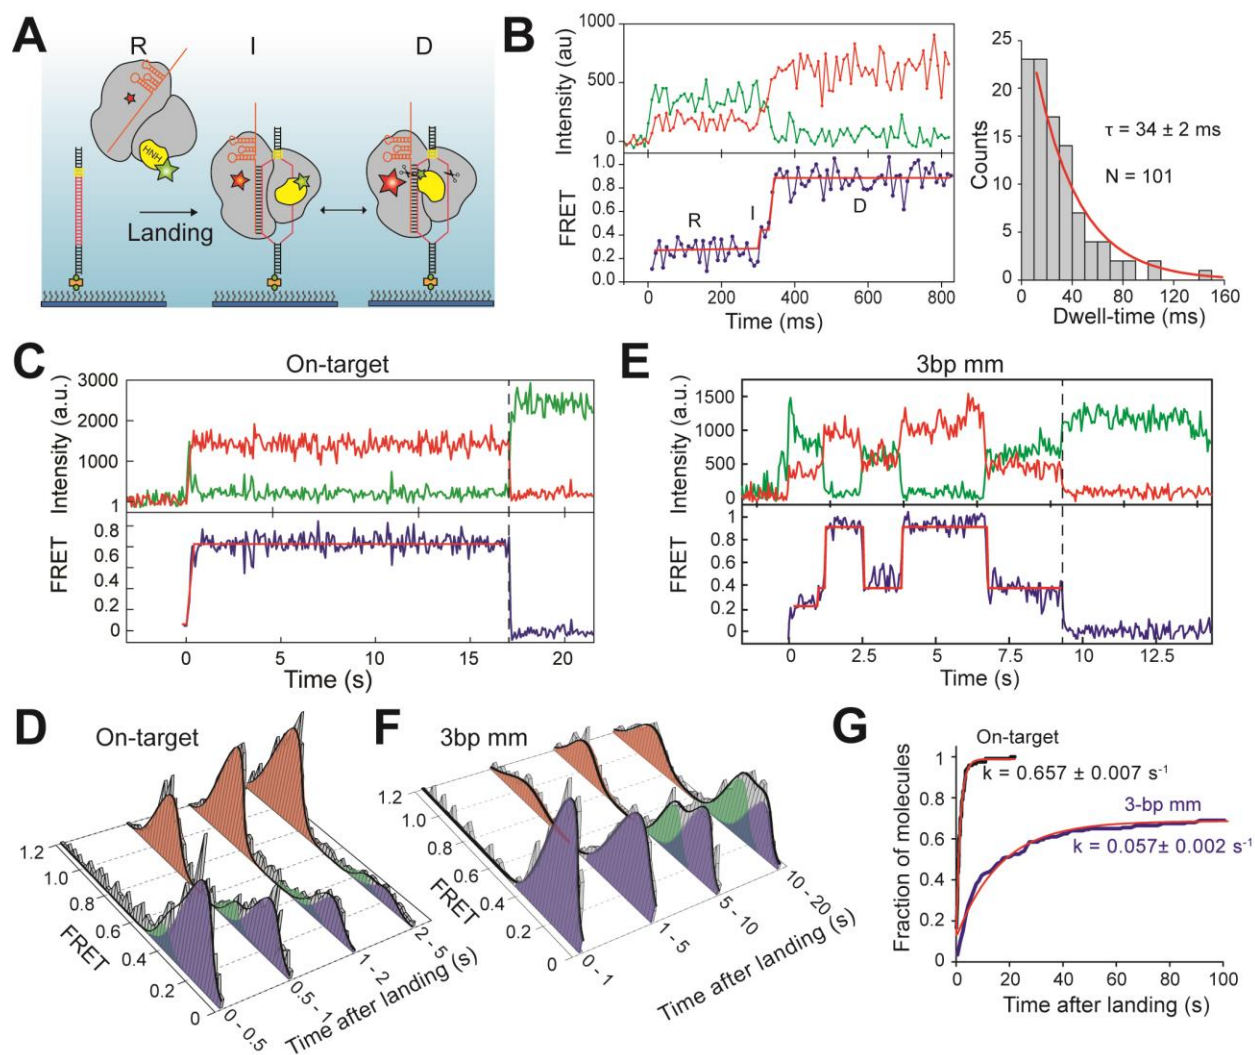 A
R
I
D
HNH
Landing
B
Intensity (au)
1000
500
0
FRET
1.0
0.8
0.6
0.4
0.2
0.0
R
I
D
0
200
400
600
800
Time (ms)
Counts
25
20
15
10
5
0
τ = 34 ± 2 ms
N = 101
0
40
80
120
160
Dwell-time (ms)
C
On-target
Intensity (a.u.)
3000
2000
1000
1
FRET
0.8
0.6
0.4
0.2
0
0
5
10
15
20
Time (s)
E
3bp mm
Intensity (a.u.)
1500
1000
500
0
FRET
1
0.8
0.6
0.4
0.2
0
0
2.5
5
7.5
10
12.5
Time (s)
D
On-target
1.2
1.0
0.8
0.6
0.4
0.2
0
FRET
0 - 0.5
0.5 - 1
1 - 2
2 - 5
Time after landing (s)
F
3bp mm
1.2
1.0
0.8
0.6
0.4
0.2
0
FRET
0 - 1
1 - 5
5 - 10
10 - 20
Time after landing (s)
G
On-target
k = 0.657 ± 0.007 s-1
3-bp mm
k = 0.057± 0.002 s-1
Fraction of molecules
1
0.8
0.6
0.4
0.2
0
0
20
40
60
80
100
Time after landing (s)